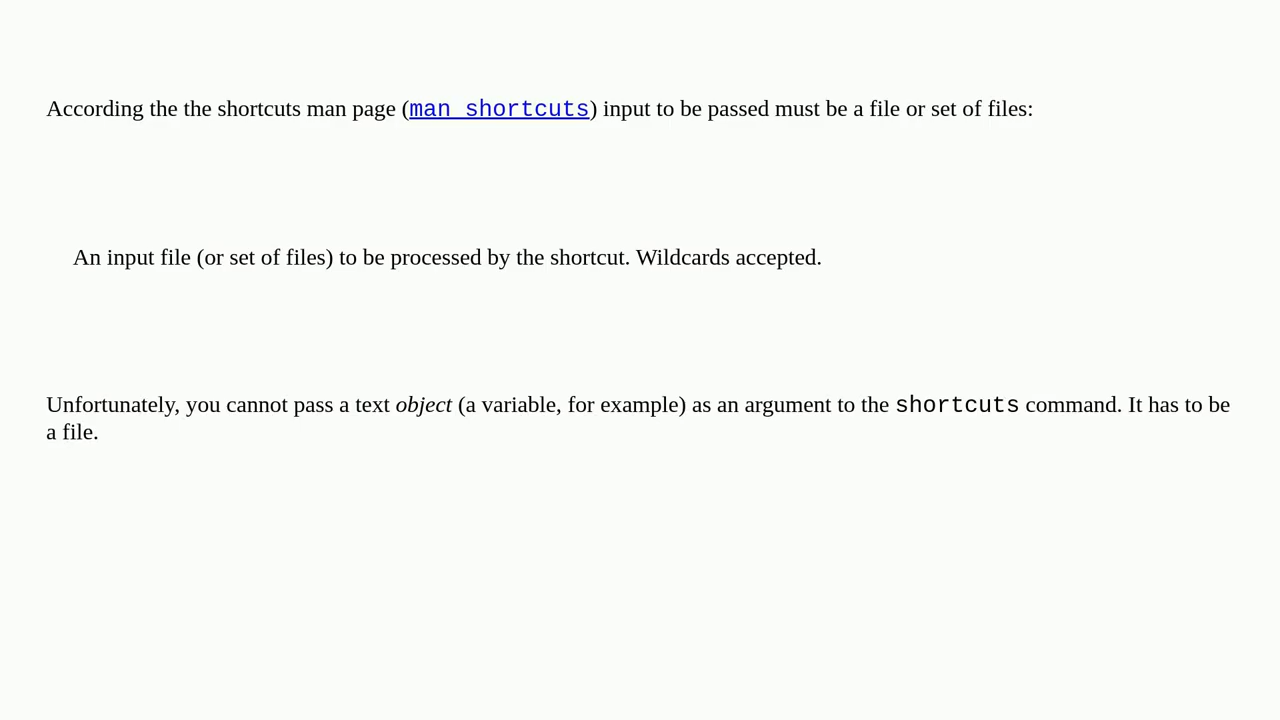 According the the shortcuts man page (man shortcuts) input to be passed must be a file or set of files:
An input file (or set of files) to be processed by the shortcut. Wildcards accepted.
Unfortunately, you cannot pass a text object (a variable, for example) as an argument to the shortcuts command. It has to be
a file.